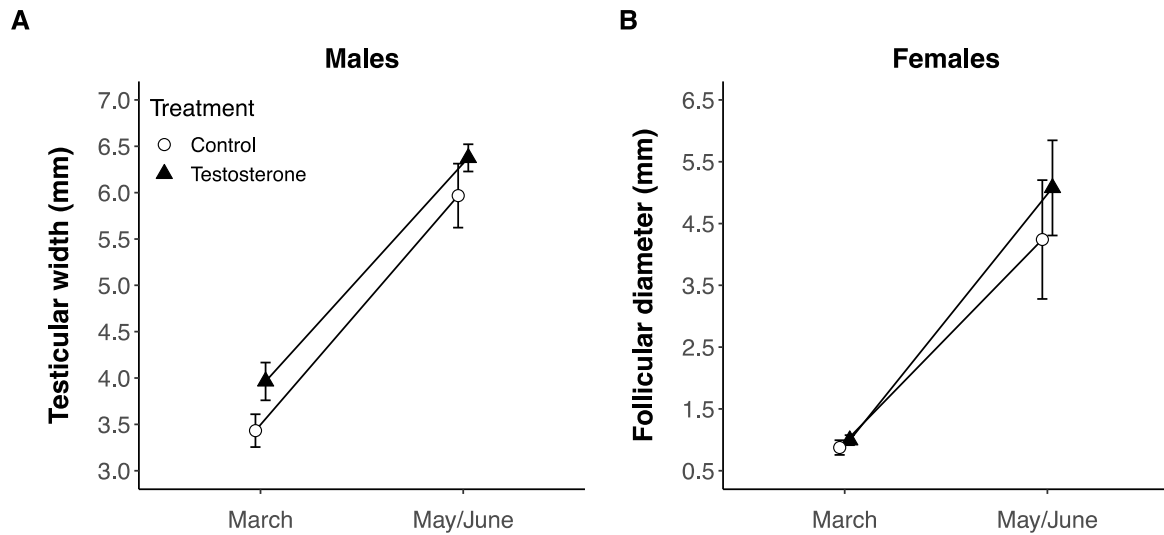 A
Males
Testicular width (mm)
7.0
6.5
6.0
5.5
5.0
4.5
4.0
3.5
3.0
Treatment
Control
Testosterone
March
May/June
B
Females
Follicular diameter (mm)
6.5
5.5
4.5
3.5
2.5
1.5
0.5
March
May/June